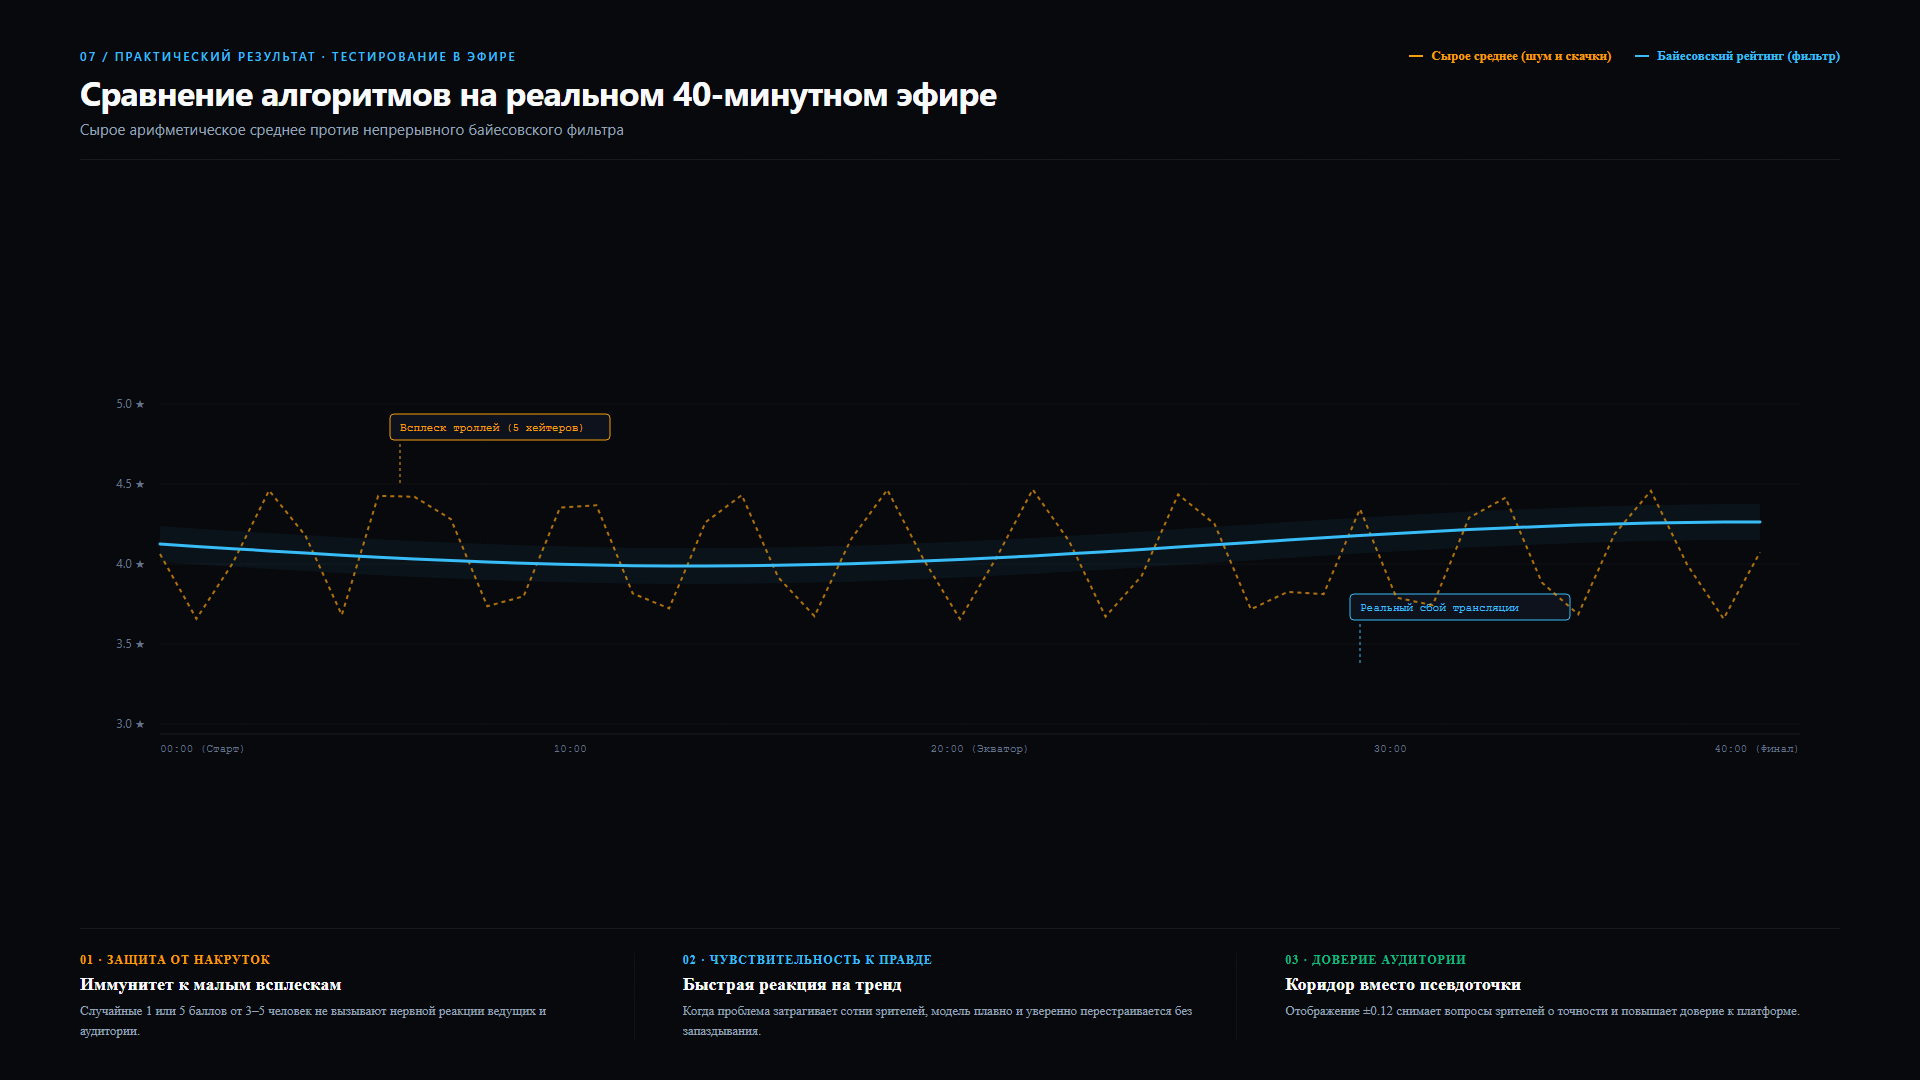 07 / ПРАКТИЧЕСКИЙ РЕЗУЛЬТАТ · ТЕСТИРОВАНИЕ В ЭФИРЕ
Сырое среднее (шум и скачки)
Байесовский рейтинг (фильтр)
Сравнение алгоритмов на реальном 40-минутном эфире
Сырое арифметическое среднее против непрерывного байесовского фильтра
5.0 ★
Всплеск троллей (5 хейтеров)
4.5 ★
4.0 ★
Реальный сбой трансляции
3.5 ★
3.0 ★
00:00 (Старт)
10:00
20:00 (Экватор)
30:00
40:00 (Финал)
01 · ЗАЩИТА ОТ НАКРУТОК
Иммунитет к малым всплескам
Случайные 1 или 5 баллов от 3–5 человек не вызывают нервной реакции ведущих и
аудитории.
02 · ЧУВСТВИТЕЛЬНОСТЬ К ПРАВДЕ
Быстрая реакция на тренд
Когда проблема затрагивает сотни зрителей, модель плавно и уверенно перестраивается без
запаздывания.
03 · ДОВЕРИЕ АУДИТОРИИ
Коридор вместо псевдоточки
Отображение ±0.12 снимает вопросы зрителей о точности и повышает доверие к платформе.